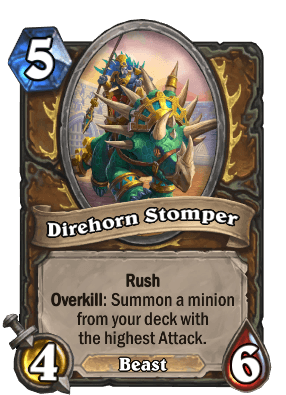 5
Direhorn Stomper
Rush
Overkill: Summon a minion
from your deck with
the highest Attack.
4
Beast
6